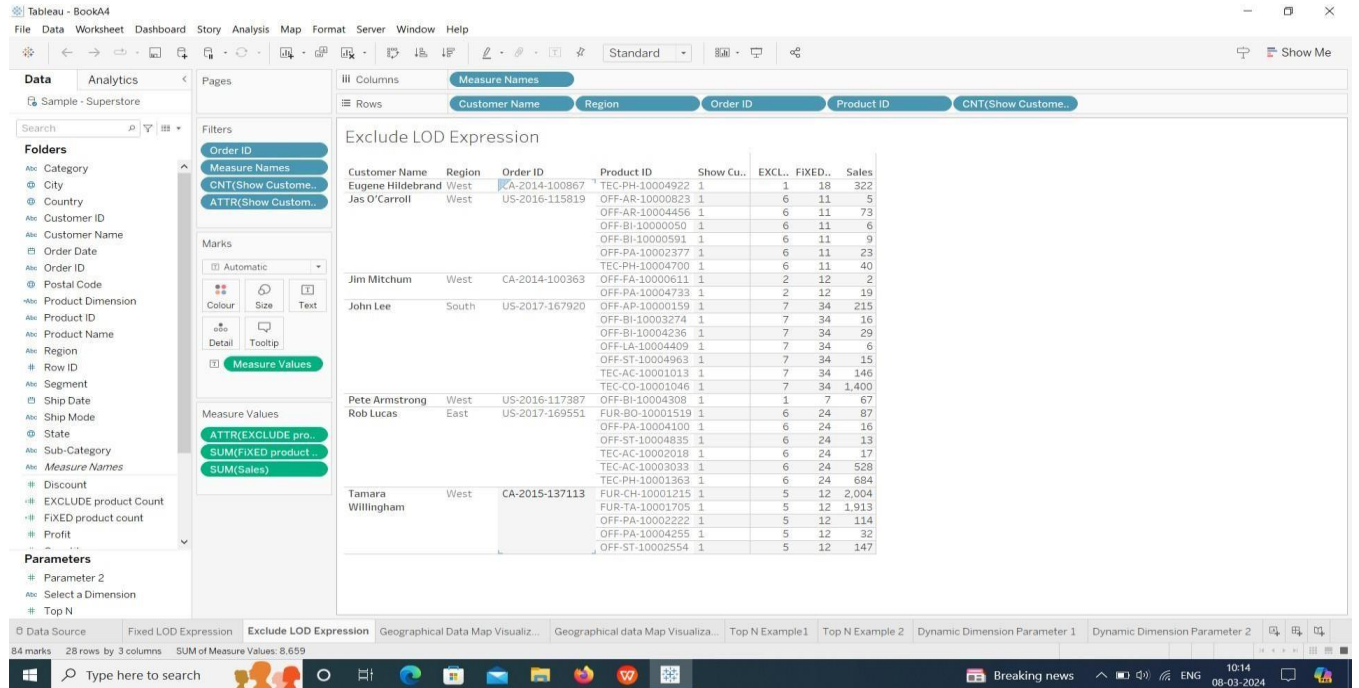 Tableau - BookA4
File Data Worksheet Dashboard Story Analysis Map Format Server Window Help
Standard
Show Me
Data Analytics
Sample - Superstore
Search
Folders
Abc Category
City
Country
Abc Customer ID
Abc Customer Name
Order Date
Abc Order ID
Postal Code
Abc Product Dimension
Abc Product ID
Abc Product Name
Abc Region
# Row ID
Abc Segment
Ship Date
Abc Ship Mode
State
Abc Sub-Category
Abc Measure Names
# Discount
EXCLUDE product Count
FiXED product count
# Profit
Parameters
# Parameter 2
Abc Select a Dimension
# Top N
Pages
Filters
Order ID
Measure Names
CNT(Show Custome..
ATTR(Show Custom..
Marks
Automatic
Colour Size Text
Detail Tooltip
Measure Values
Measure Values
ATTR(EXCLUDE pro..
SUM(FiXED product ..
SUM(Sales)
Columns Measure Names
Rows Customer Name Region Order ID Product ID CNT(Show Custome..
Exclude LOD Expression
Customer Name Region Order ID Product ID Show Cu.. EXCL.. FiXED.. Sales
Eugene Hildebrand West CA-2014-100867 TEC-PH-10004922 1 1 18 322
Jas O'Carroll West US-2016-115819 OFF-AR-10000823 1 6 11 5
OFF-AR-10004456 1 6 11 73
OFF-BI-10000050 1 6 11 6
OFF-BI-10000591 1 6 11 9
OFF-PA-10002377 1 6 11 23
TEC-PH-10004700 1 6 11 40
Jim Mitchum West CA-2014-100363 OFF-FA-10000611 1 2 12 2
OFF-PA-10004733 1 2 12 19
John Lee South US-2017-167920 OFF-AP-10000159 1 7 34 215
OFF-BI-10003274 1 7 34 16
OFF-BI-10004236 1 7 34 29
OFF-LA-10004409 1 7 34 6
OFF-ST-10004963 1 7 34 15
TEC-AC-10001013 1 7 34 146
TEC-CO-10001046 1 7 34 1,400
Pete Armstrong West US-2016-117387 OFF-BI-10004308 1 1 7 67
Rob Lucas East US-2017-169551 FUR-BO-10001519 1 6 24 87
OFF-PA-10004100 1 6 24 16
OFF-ST-10004835 1 6 24 13
TEC-AC-10002018 1 6 24 17
TEC-AC-10003033 1 6 24 528
TEC-PH-10001363 1 6 24 684
Tamara West CA-2015-137113 FUR-CH-10001215 1 5 12 2,004
Willingham FUR-TA-10001705 1 5 12 1,913
OFF-PA-10002222 1 5 12 114
OFF-PA-10004255 1 5 12 32
OFF-ST-10002554 1 5 12 147
Data Source Fixed LOD Expression Exclude LOD Expression Geographical Data Map Visualiz... Geographical data Map Visualiza... Top N Example1 Top N Example 2 Dynamic Dimension Parameter 1 Dynamic Dimension Parameter 2
84 marks 28 rows by 3 columns SUM of Measure Values: 8,659
Type here to search
Breaking news ENG 10:14
08-03-2024